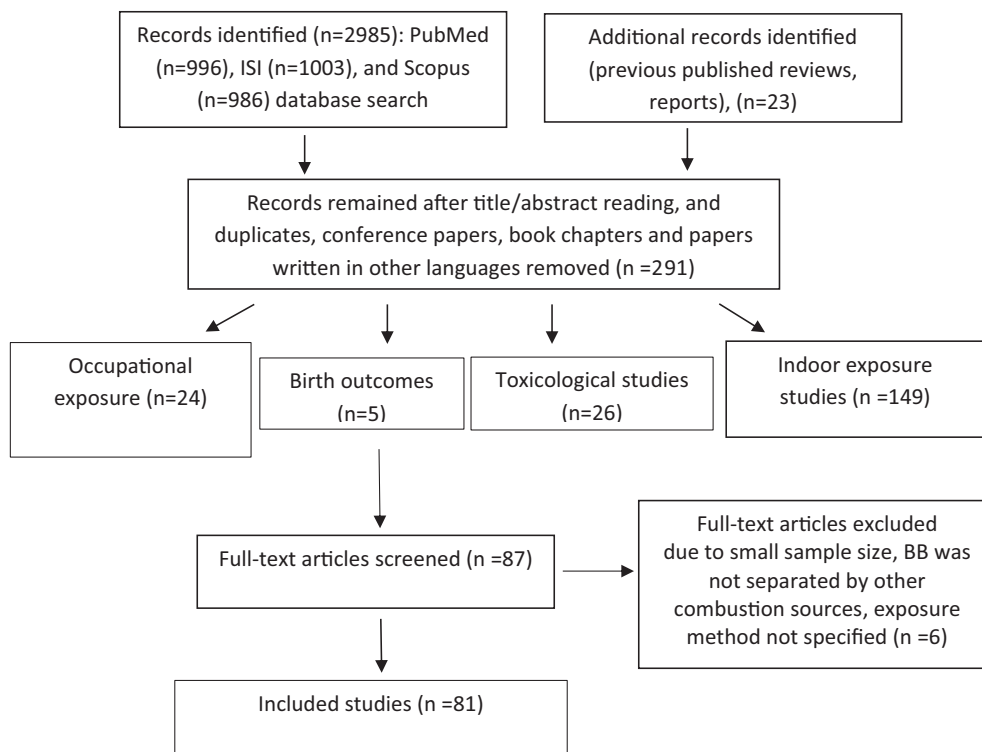 Records identified (n=2985): PubMed
(n=996), ISI (n=1003), and Scopus
(n=986) database search
Additional records identified
(previous published reviews,
reports), (n=23)
Records remained after title/abstract reading, and
duplicates, conference papers, book chapters and papers
written in other languages removed (n =291)
Occupational
exposure (n=24)
Birth outcomes
(n=5)
Toxicological studies
(n=26)
Indoor exposure
studies (n =149)
Full-text articles screened (n =87)
Full-text articles excluded
due to small sample size, BB was
not separated by other
combustion sources, exposure
method not specified (n =6)
Included studies (n =81)